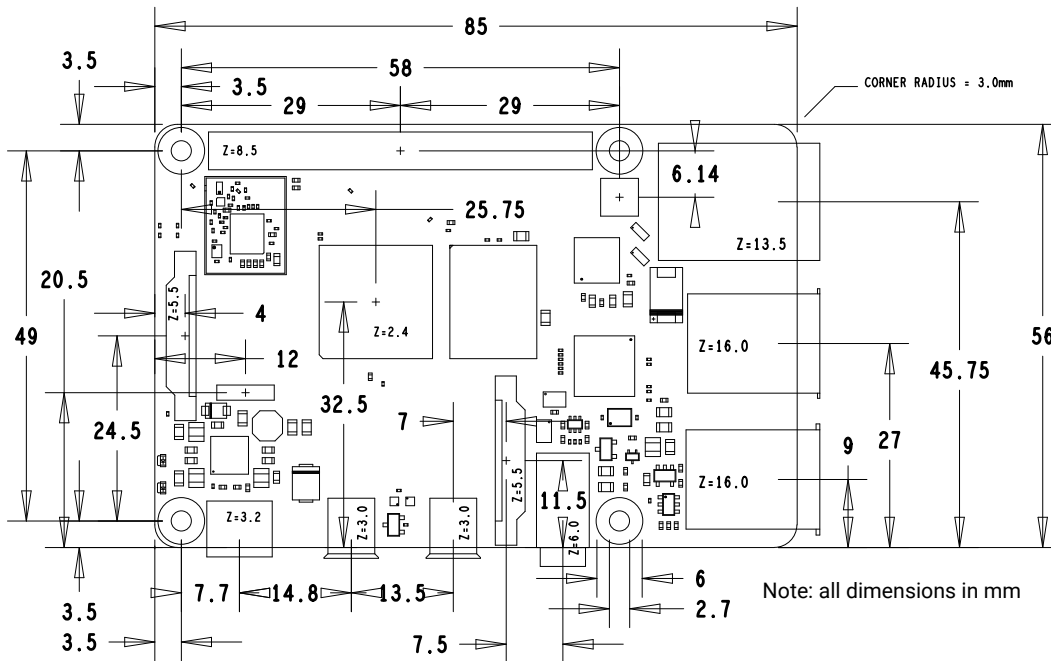 85
3.5
58
3.5
CORNER RADIUS = 3.0mm
29
29
Z=8.5
6.14
25.75
Z=13.5
20.5
Z=5.5
4
49
Z=2.4
56
Z=16.0
12
45.75
32.5
7
24.5
27
9
Z=16.0
Z=5.5
11.5
Z=3.2
Z=3.0
Z=3.0
Z=6.0
6
7.7
14.8
13.5
Note: all dimensions in mm
3.5
2.7
3.5
7.5